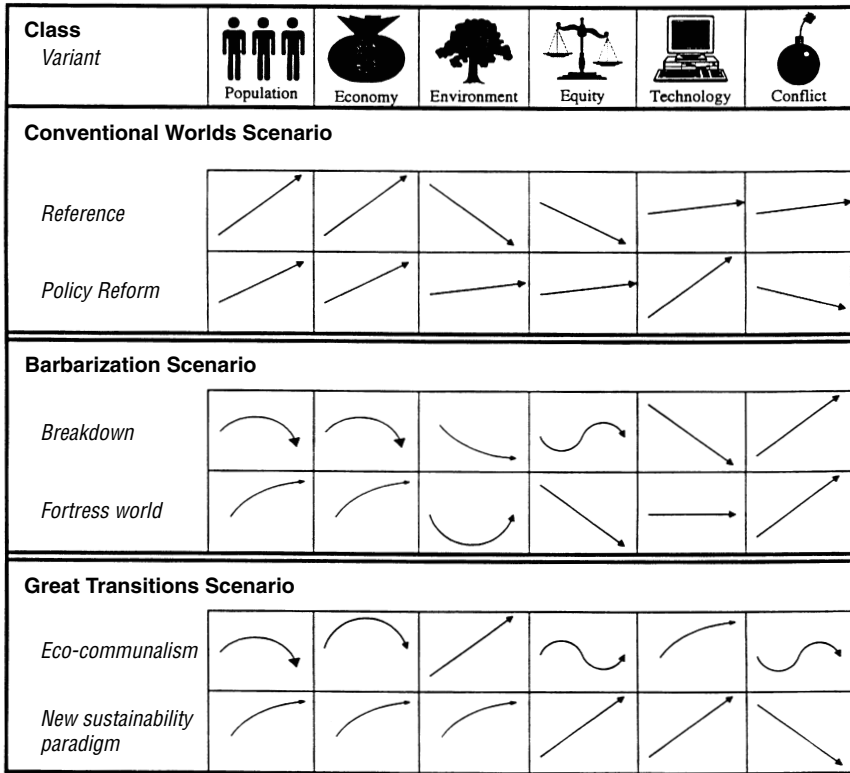 Class
Variant
Population
Economy
Environment
Equity
Technology
Conflict
Conventional Worlds Scenario
Reference
Policy Reform
Barbarization Scenario
Breakdown
Fortress world
Great Transitions Scenario
Eco-communalism
New sustainability
paradigm